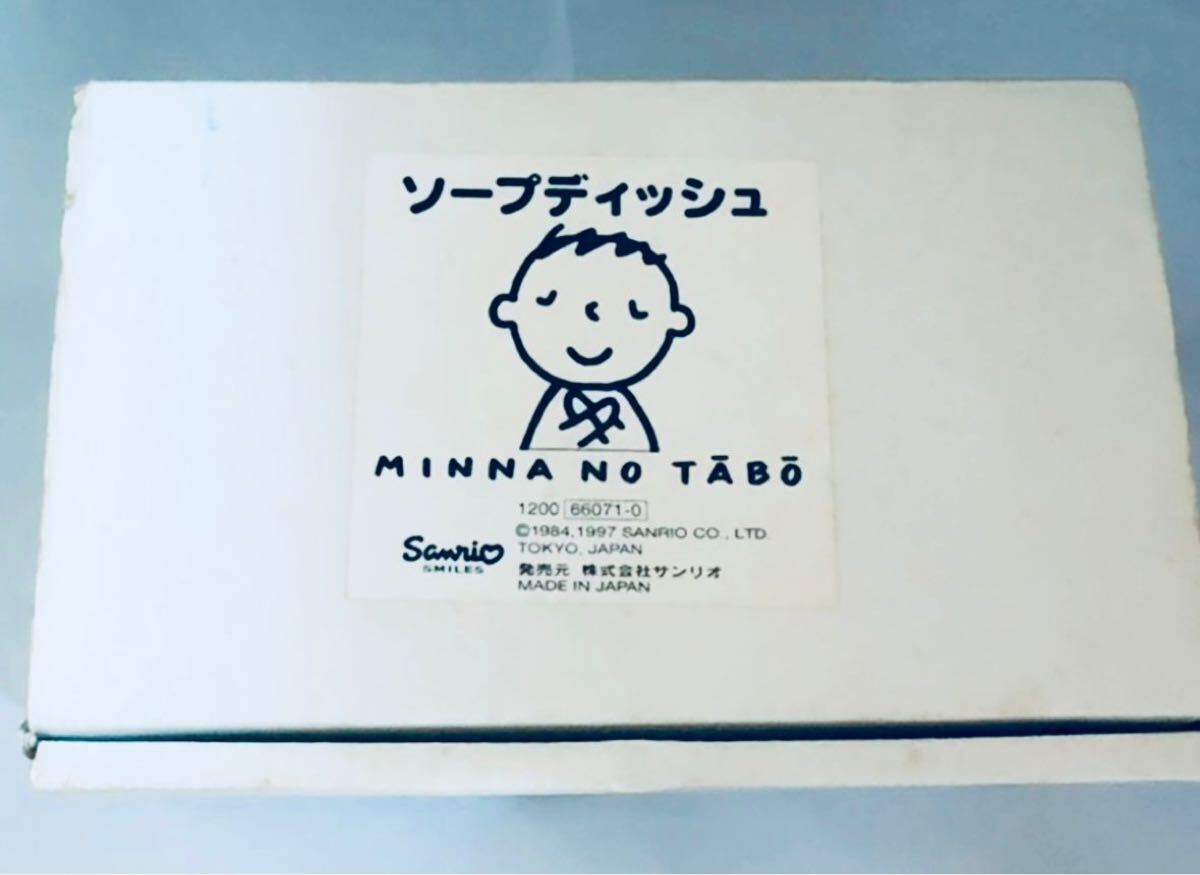 ソープディッシュ
MINNA NO TĀBŌ
1200 66071-0
©1984,1997 SANRIO CO., LTD.
TOKYO, JAPAN
Sanrio
SMILES
発売元 株式会社サンリオ
MADE IN JAPAN